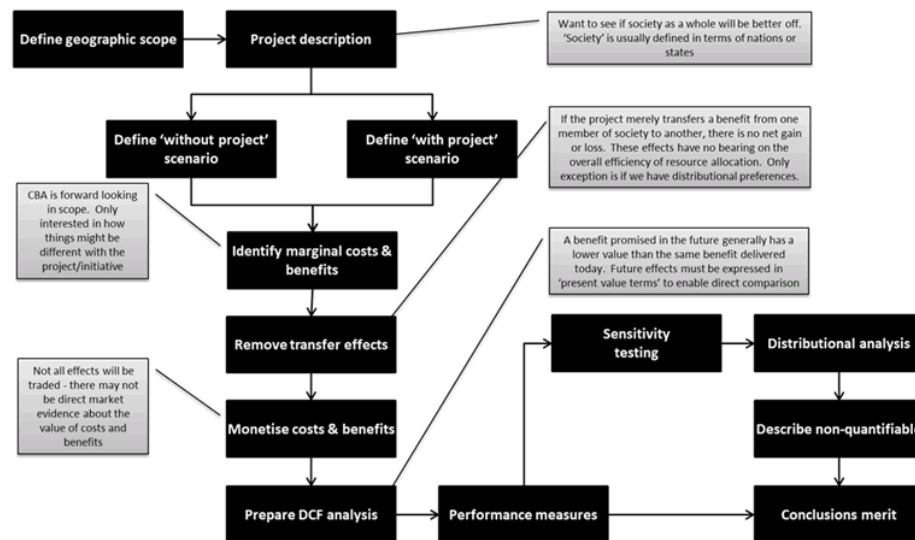 Define geographic scope
Project description
Want to see if society as a whole will be better off.
'Society' is usually defined in terms of nations or
states
Define 'without project'
scenario
Define 'with project'
scenario
If the project merely transfers a benefit from one
member of society to another, there is no net gain
or loss. These effects have no bearing on the
overall efficiency of resource allocation. Only
exception is if we have distributional preferences.
CBA is forward looking
in scope. Only
interested in how
things might be
different with the
project/initiative
Identify marginal costs &
benefits
A benefit promised in the future generally has a
lower value than the same benefit delivered
today. Future effects must be expressed in
'present value terms' to enable direct comparison
Remove transfer effects
Sensitivity
testing
Distributional analysis
Not all effects will be
traded - there may not
be direct market
evidence about the
value of costs and
benefits
Monetise costs & benefits
Describe non-quantifiable
Prepare DCF analysis
Performance measures
Conclusions merit